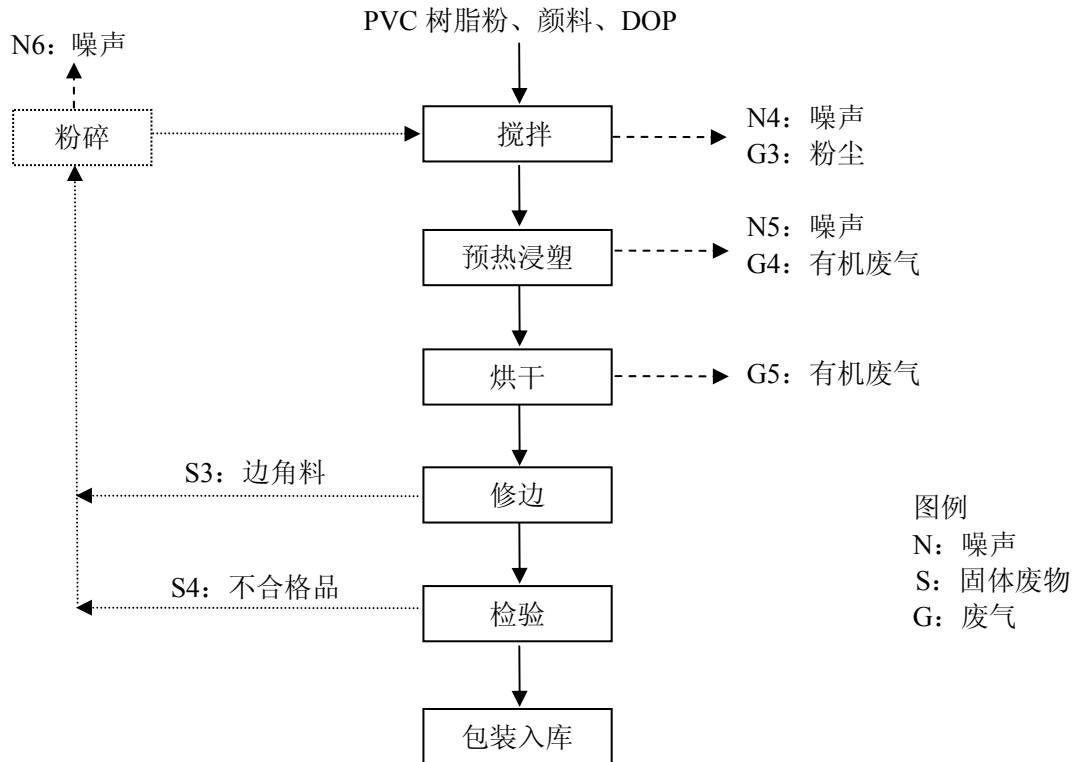 PVC 树脂粉、颜料、DOP
N6：噪声
粉碎
搅拌
N4：噪声
G3：粉尘
预热浸塑
N5：噪声
G4：有机废气
烘干
G5：有机废气
S3：边角料
修边
S4：不合格品
检验
包装入库
图例
N：噪声
S：固体废物
G：废气